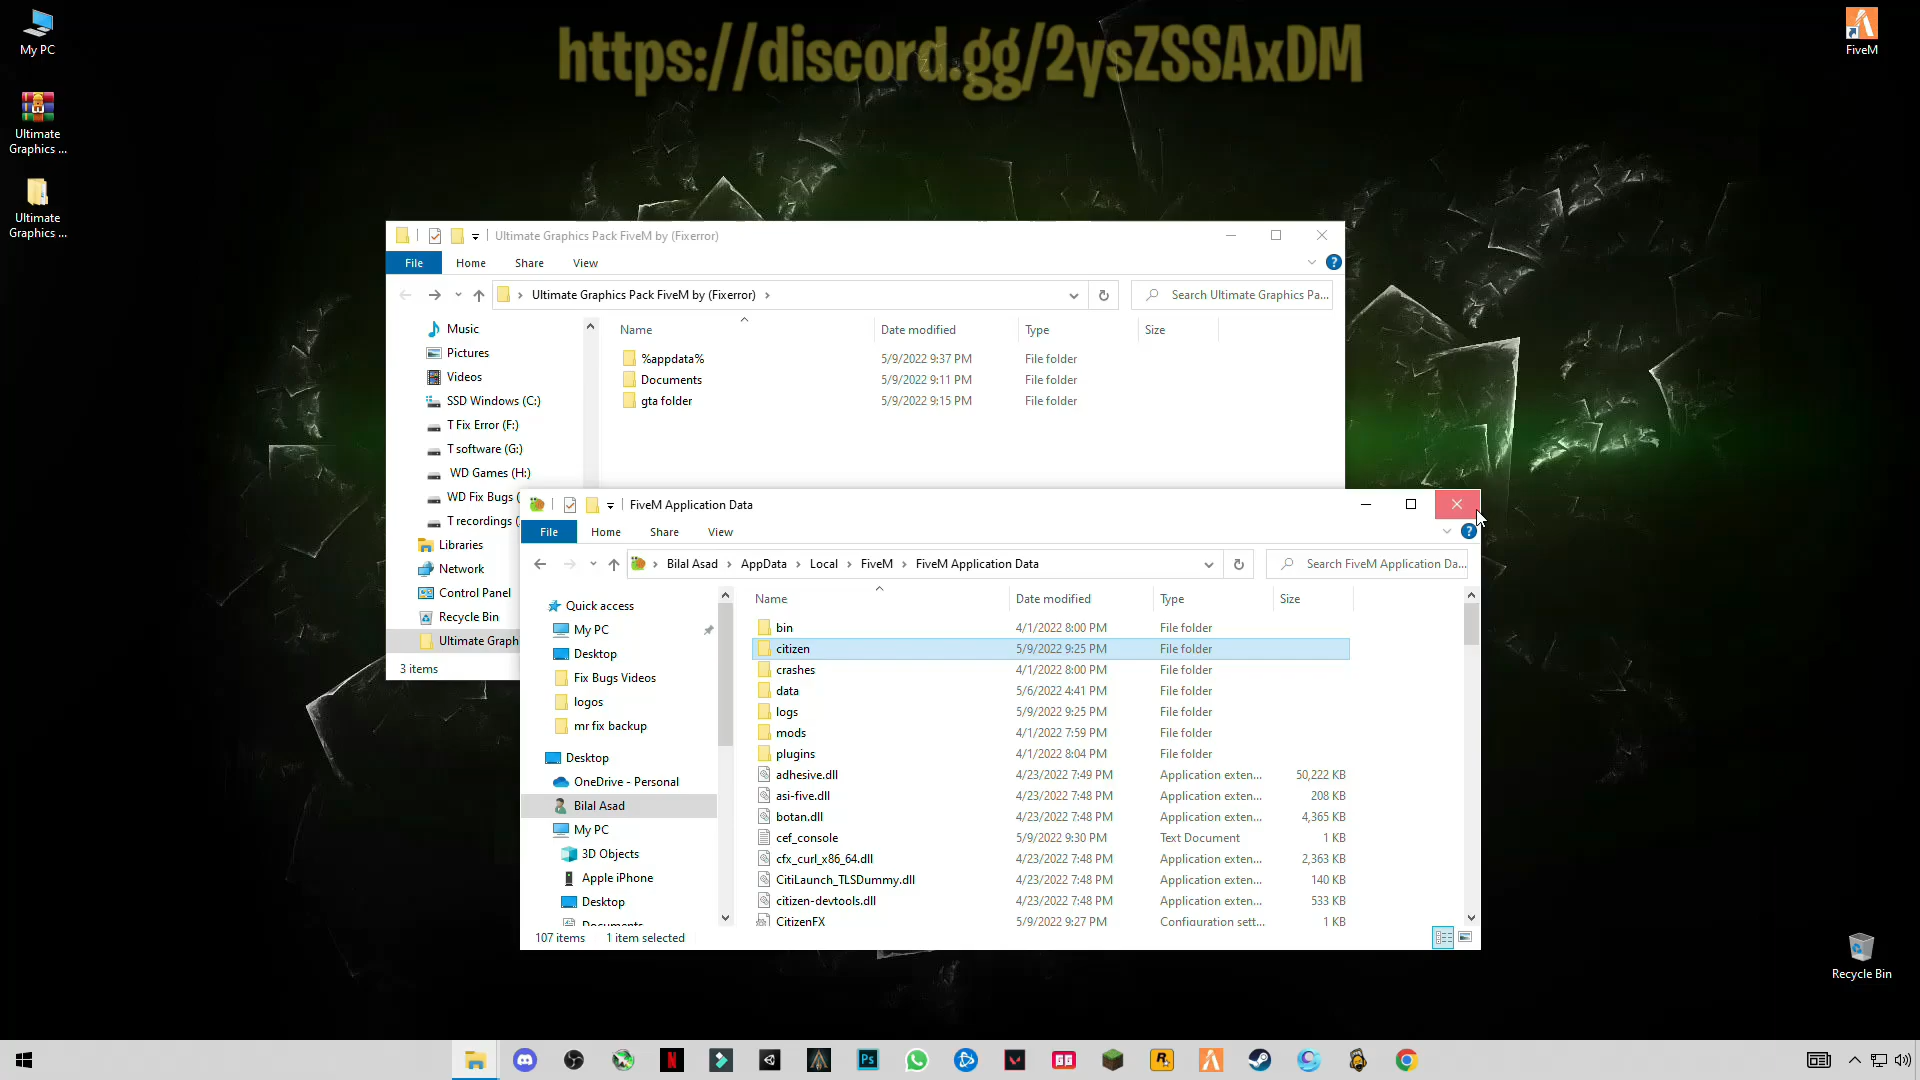 https://discord.gg/2ysZSSAxDM
My PC
Ultimate
Graphics ...
Ultimate
Graphics ...
FiveM
Ultimate Graphics Pack FiveM by (Fixerror)
File Home Share View
Ultimate Graphics Pack FiveM by (Fixerror)
Search Ultimate Graphics Pa...
Name Date modified Type Size
%appdata% 5/9/2022 9:37 PM File folder
Documents 5/9/2022 9:11 PM File folder
gta folder 5/9/2022 9:15 PM File folder
Music
Pictures
Videos
SSD Windows (C:)
T Fix Error (F:)
T software (G:)
WD Games (H:)
WD Fix Bugs (
T recordings (
Libraries
Network
Control Panel
Recycle Bin
Ultimate Graph
3 items
FiveM Application Data
File Home Share View
Bilal Asad AppData Local FiveM FiveM Application Data
Search FiveM Application Da...
Quick access
My PC
Desktop
Fix Bugs Videos
logos
mr fix backup
Desktop
OneDrive - Personal
Bilal Asad
My PC
3D Objects
Apple iPhone
Desktop
Documents
Name Date modified Type Size
bin 4/1/2022 8:00 PM File folder
citizen 5/9/2022 9:25 PM File folder
crashes 4/1/2022 8:00 PM File folder
data 5/6/2022 4:41 PM File folder
logs 5/9/2022 9:25 PM File folder
mods 4/1/2022 7:59 PM File folder
plugins 4/1/2022 8:04 PM File folder
adhesive.dll 4/23/2022 7:49 PM Application exten... 50,222 KB
asi-five.dll 4/23/2022 7:48 PM Application exten... 208 KB
botan.dll 4/23/2022 7:48 PM Application exten... 4,365 KB
cef_console 5/9/2022 9:30 PM Text Document 1 KB
cfx_curl_x86_64.dll 4/23/2022 7:48 PM Application exten... 2,363 KB
CitiLaunch_TLSDummy.dll 4/23/2022 7:48 PM Application exten... 140 KB
citizen-devtools.dll 4/23/2022 7:48 PM Application exten... 533 KB
CitizenFX 5/9/2022 9:27 PM Configuration sett... 1 KB
107 items 1 item selected
Recycle Bin